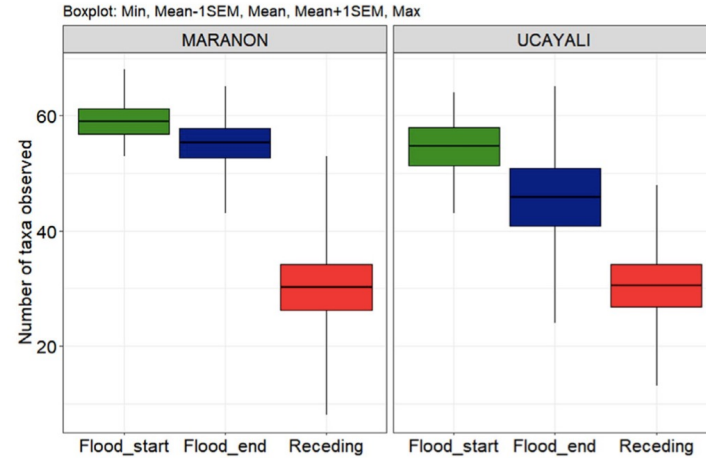 Boxplot: Min, Mean-1SEM, Mean, Mean+1SEM, Max
MARANON UCAYALI
Number of taxa observed
60
40
20
Flood_start Flood_end Receding Flood_start Flood_end Receding